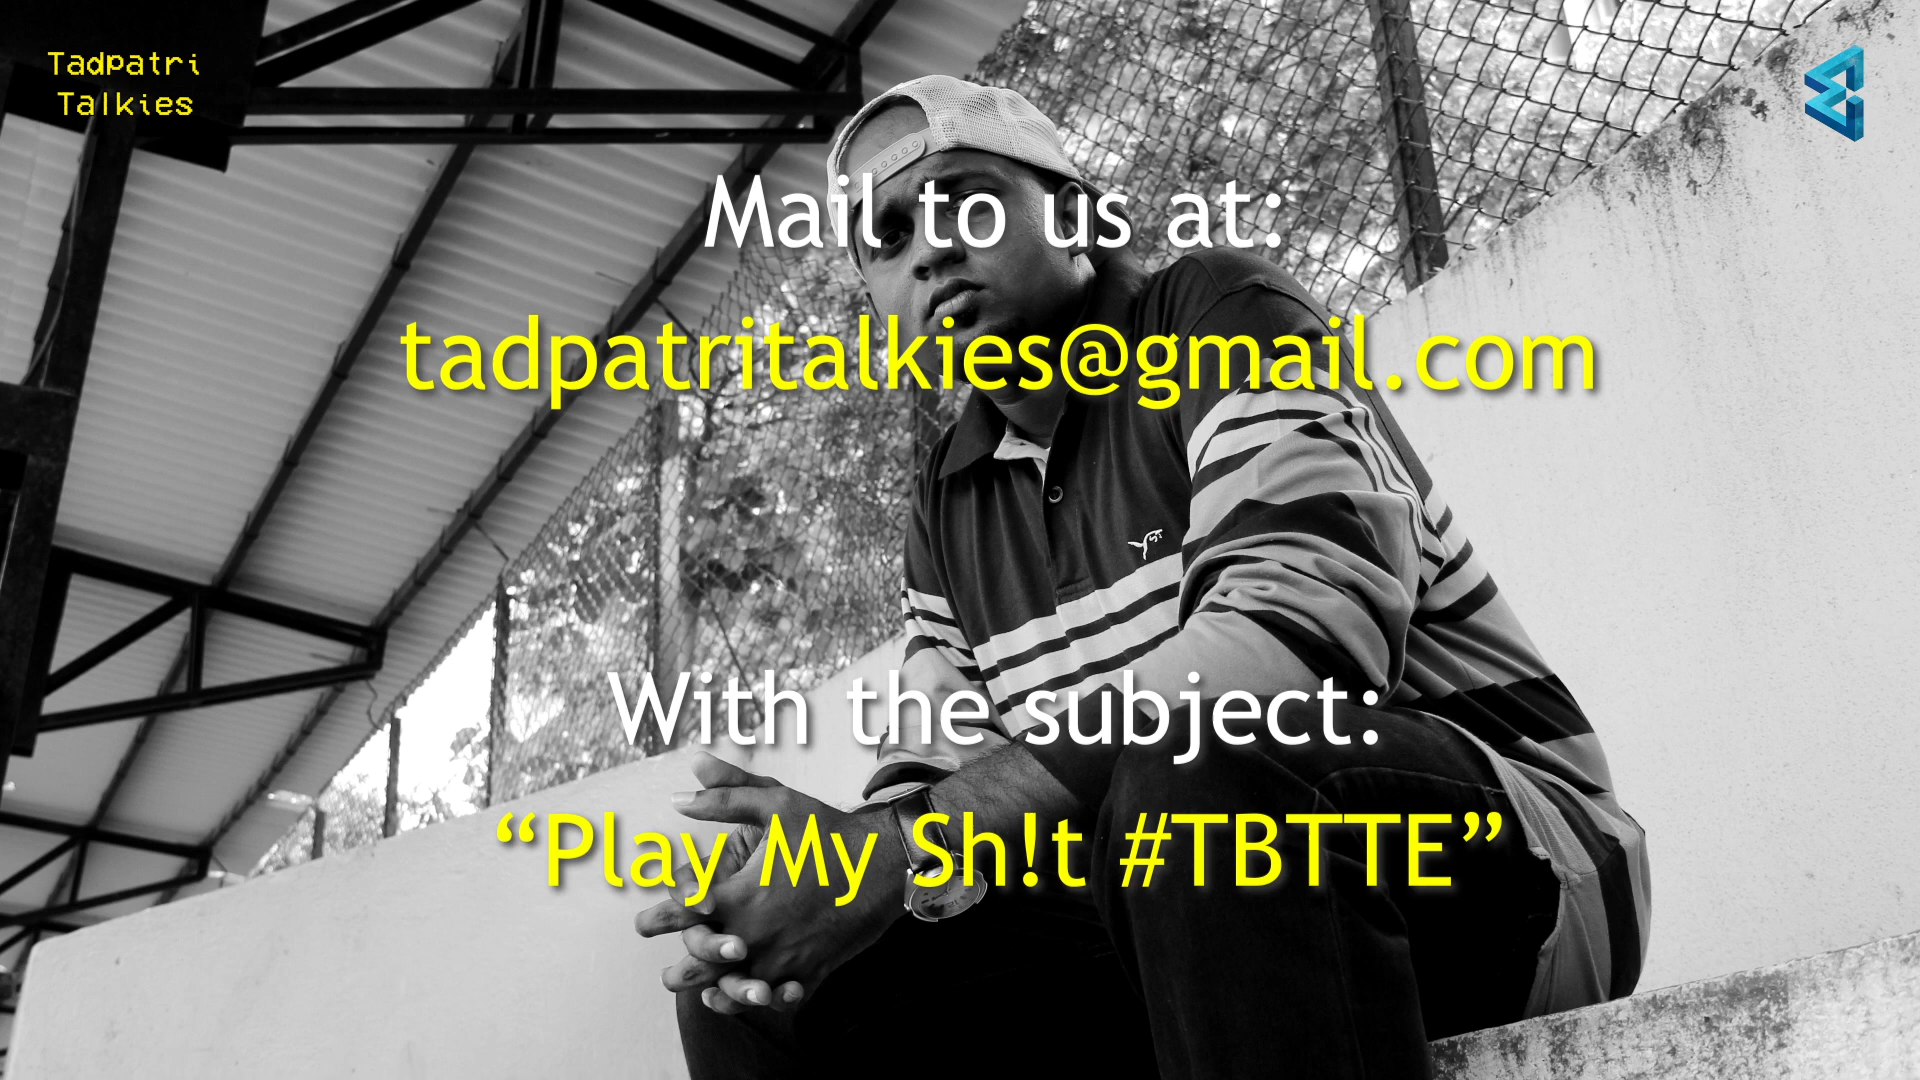 Tadpatri
Talkies
Mail to us at:
tadpatritalkies@gmail.com
With the subject:
“Play My Sh!t #TBTTE”